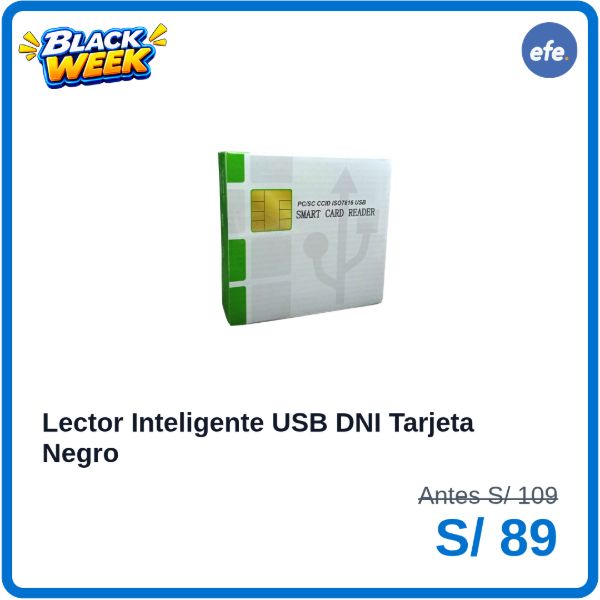 BLACK
WEEK
efe.
PC/SC CCID ISO7816 USB
SMART CARD READER
Lector Inteligente USB DNI Tarjeta
Negro
Antes S/ 109
S/ 89